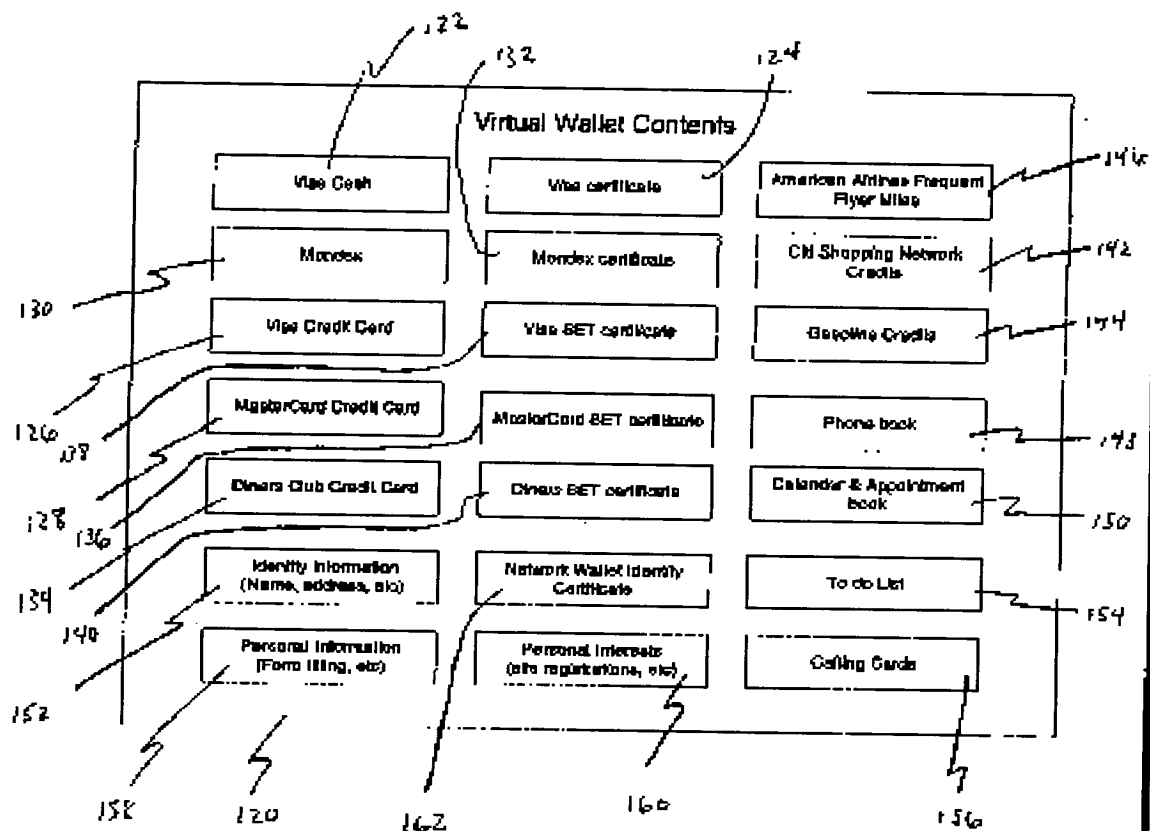 122
132
124
Virtual Wallet Contents
Visa Cash
Visa certificate
American Airlines Frequent
Flyer Miles
146
Mondex
Mondex certificate
Citi Shopping Network
Credits
142
130
Visa Credit Card
Visa SET certificate
Gasoline Credits
144
MasterCard Credit Card
MasterCard SET certificate
Phone book
148
126
138
Diners Club Credit Card
Diners SET certificate
Calendar & Appointment
book
150
128
136
Identity Information
(Name, address, etc)
Network Wallet Identity
Certificate
To do List
154
134
140
Personal Information
(Form filling, etc)
Personal Interests
(site registrations, etc)
Calling Cards
152
158
120
162
160
156